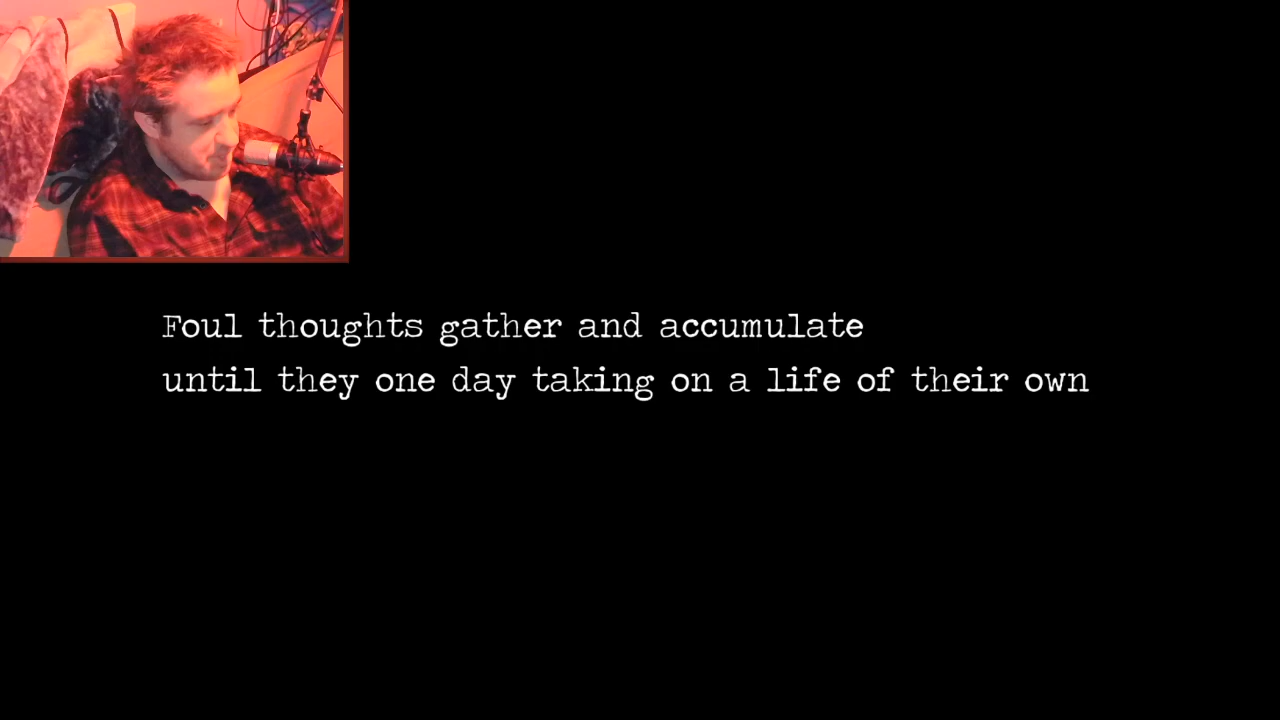 Foul thoughts gather and accumulate
until they one day taking on a life of their own